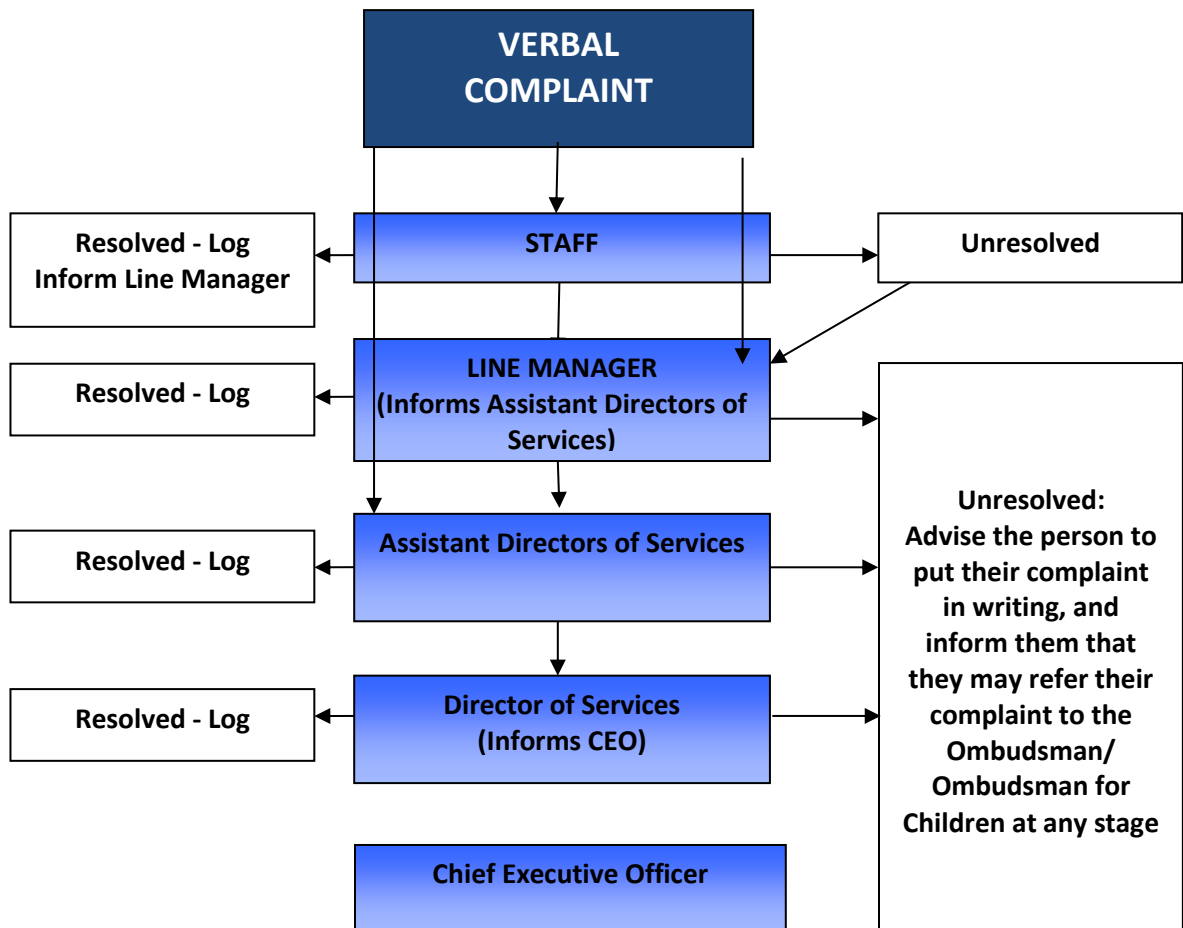 VERBAL
COMPLAINT
Resolved - Log
Inform Line Manager
STAFF
Unresolved
Resolved - Log
LINE MANAGER
(Informs Assistant Directors of
Services)
Resolved - Log
Assistant Directors of Services
Unresolved:
Advise the person to
put their complaint
in writing, and
inform them that
they may refer their
complaint to the
Ombudsman/
Ombudsman for
Children at any stage
Resolved - Log
Director of Services
(Informs CEO)
Chief Executive Officer